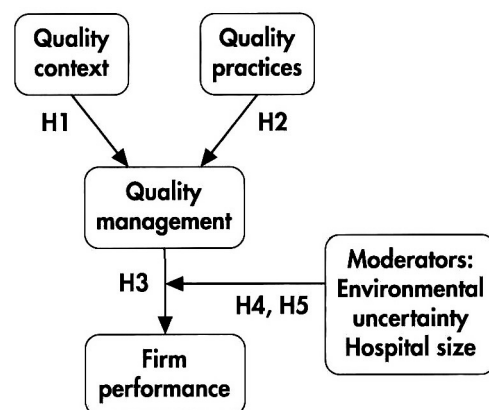 Quality
context
Quality
practices
H1
H2
Quality
management
H3
H4, H5
Moderators:
Environmental
uncertainty
Hospital size
Firm
performance